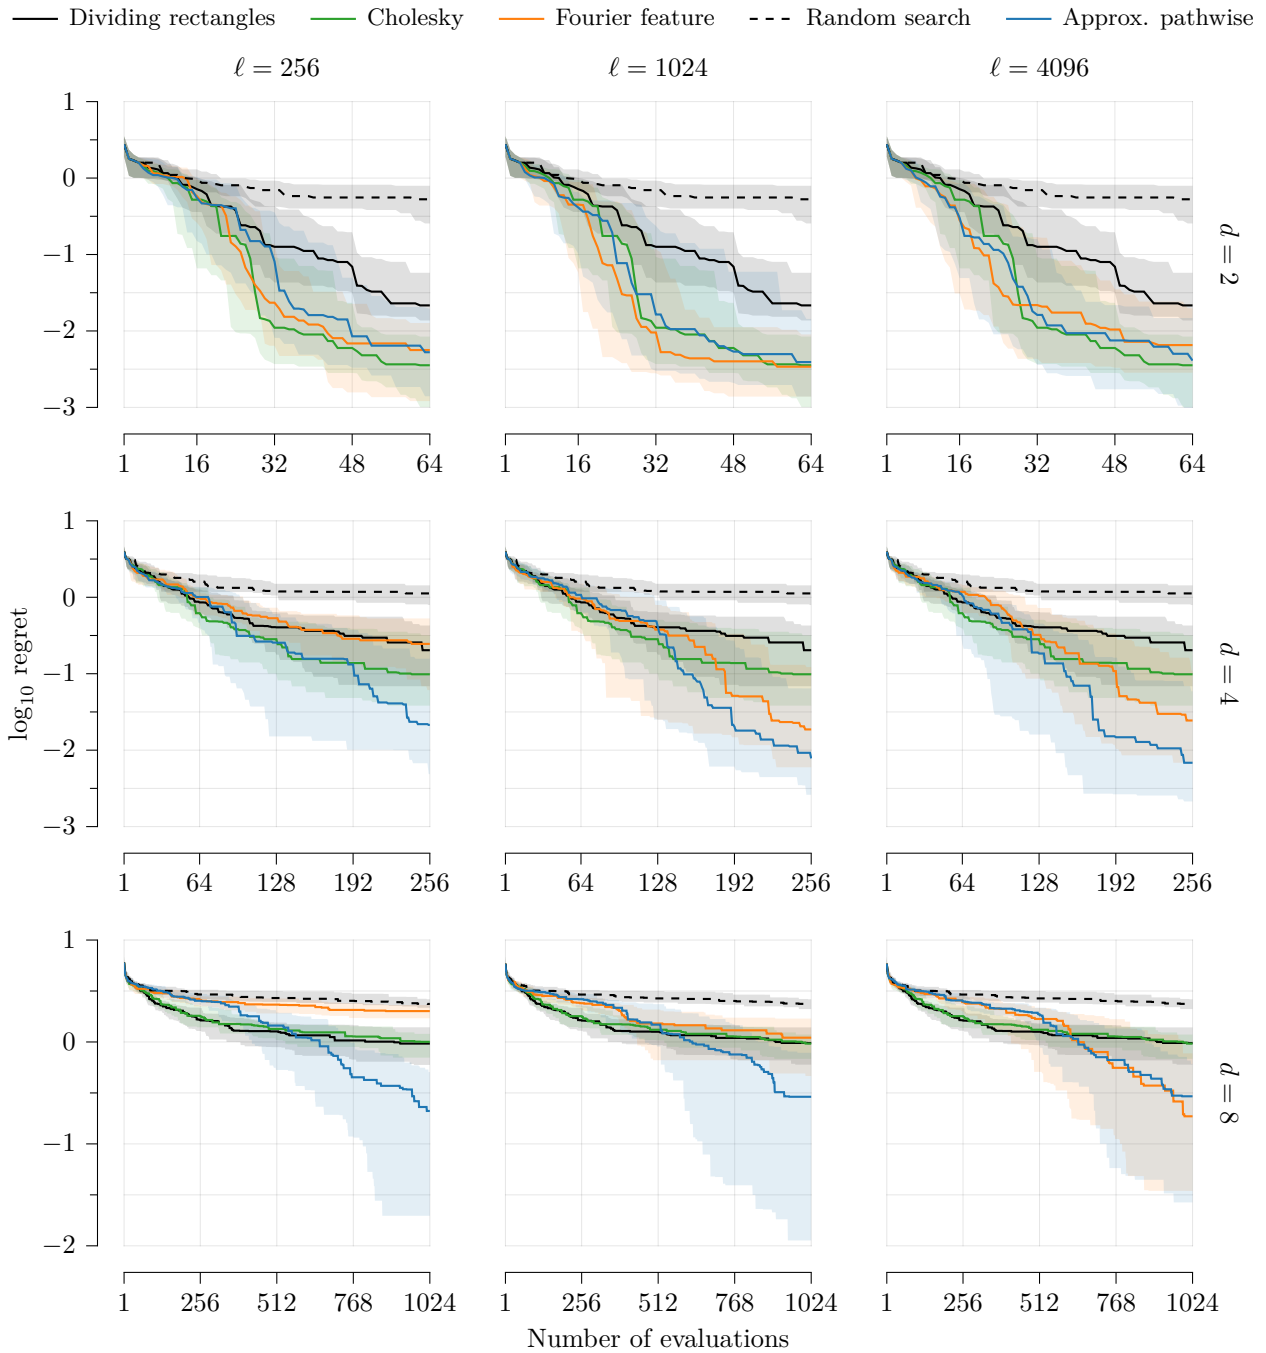 Dividing rectangles Cholesky Fourier feature Random search Approx. pathwise
ℓ = 256 ℓ = 1024 ℓ = 4096
1
0
−1
−2
−3
1 16 32 48 64 1 16 32 48 64 1 16 32 48 64
d = 2
1
0
−1
−2
−3
1 64 128 192 256 1 64 128 192 256 1 64 128 192 256
d = 4
log₁₀ regret
1
0
−1
−2
1 256 512 768 1024 1 256 512 768 1024 1 256 512 768 1024
d = 8
Number of evaluations